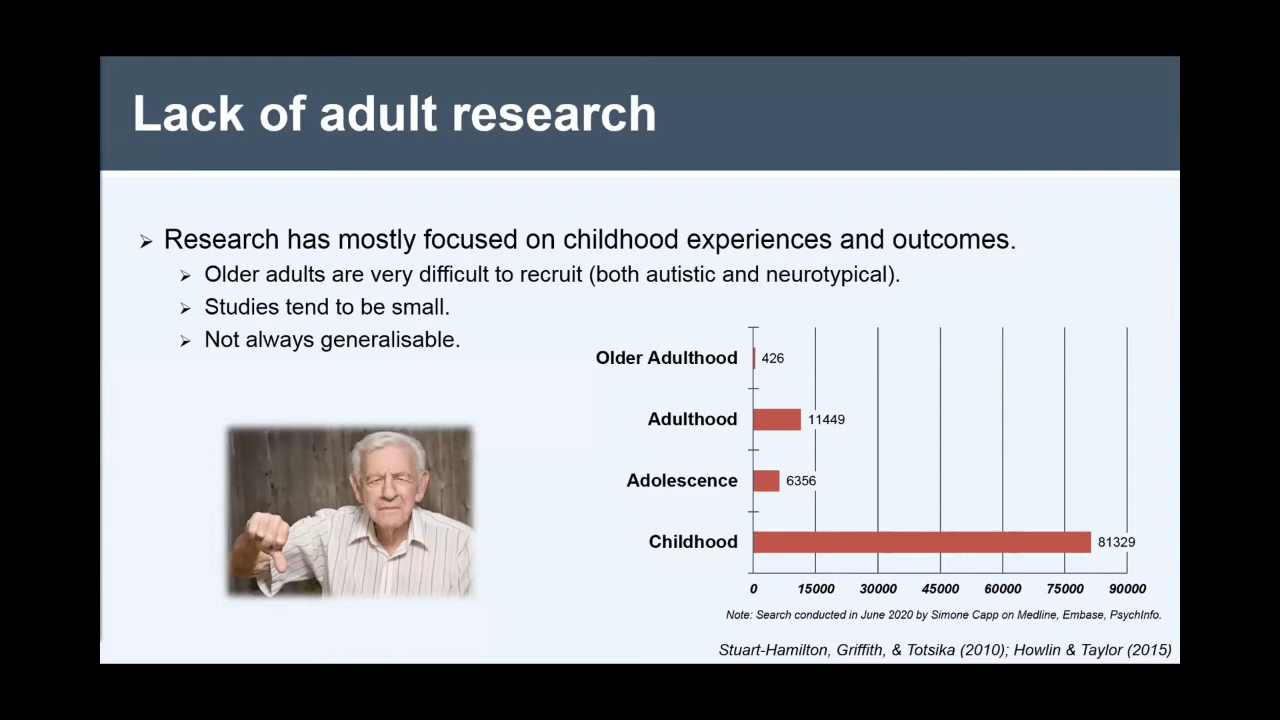 Lack of adult research
➢ Research has mostly focused on childhood experiences and outcomes.
➢ Older adults are very difficult to recruit (both autistic and neurotypical).
➢ Studies tend to be small.
➢ Not always generalisable.
Older Adulthood 426
Adulthood 11449
Adolescence 6356
Childhood 81329
0 15000 30000 45000 60000 75000 90000
Note: Search conducted in June 2020 by Simone Capp on Medline, Embase, PsychInfo.
Stuart-Hamilton, Griffith, & Totsika (2010); Howlin & Taylor (2015)